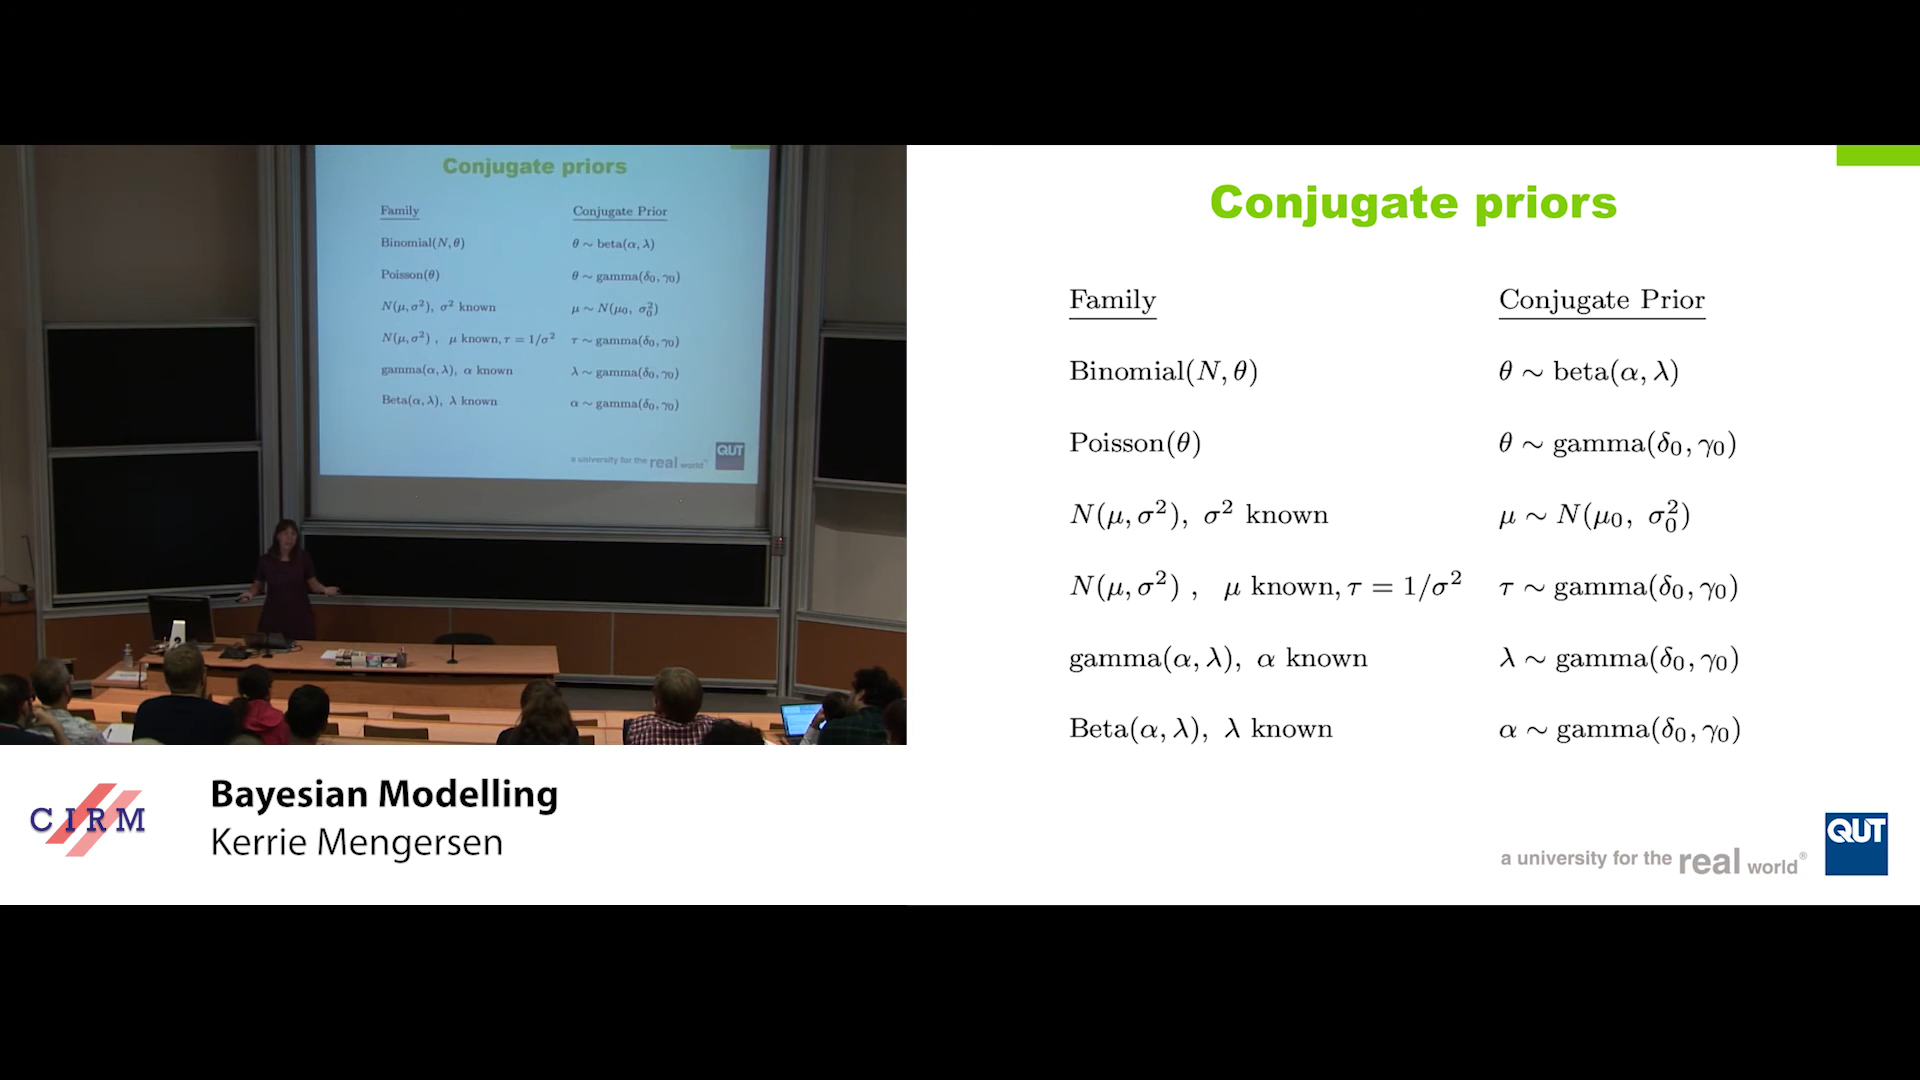 Conjugate priors
Family Conjugate Prior
Binomial(N, θ) θ ∼ beta(α, λ)
Poisson(θ) θ ∼ gamma(δ₀, γ₀)
N(μ, σ²), σ² known μ ∼ N(μ₀, σ₀²)
N(μ, σ²) , μ known, τ = 1/σ² τ ∼ gamma(δ₀, γ₀)
gamma(α, λ), α known λ ∼ gamma(δ₀, γ₀)
Beta(α, λ), λ known α ∼ gamma(δ₀, γ₀)
QUT
a university for the real world
Conjugate priors
Family Conjugate Prior
Binomial(N, θ) θ ∼ beta(α, λ)
Poisson(θ) θ ∼ gamma(δ₀, γ₀)
N(μ, σ²), σ² known μ ∼ N(μ₀, σ₀²)
N(μ, σ²) , μ known, τ = 1/σ² τ ∼ gamma(δ₀, γ₀)
gamma(α, λ), α known λ ∼ gamma(δ₀, γ₀)
Beta(α, λ), λ known α ∼ gamma(δ₀, γ₀)
QUT
a university for the real world®
CIRM
Bayesian Modelling
Kerrie Mengersen